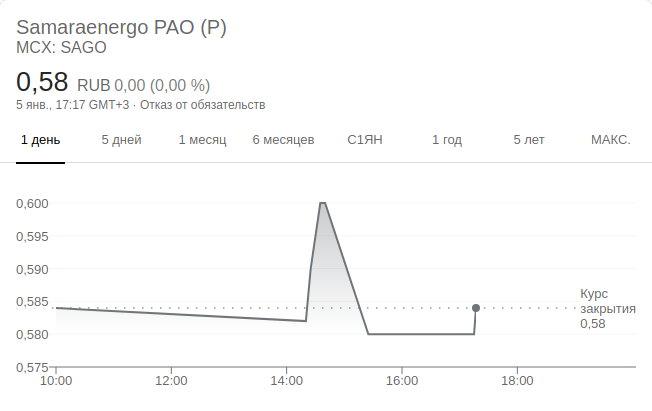 Samaraenergo PAO (P)
MCX: SAGO
0,58 RUB 0,00 (0,00 %)
5 янв., 17:17 GMT+3 · Отказ от обязательств
1 день 5 дней 1 месяц 6 месяцев С1ЯН 1 год 5 лет МАКС.
0,600
0,595
0,590
0,585
0,580
0,575
Курс
закрытия
0,58
10:00 12:00 14:00 16:00 18:00